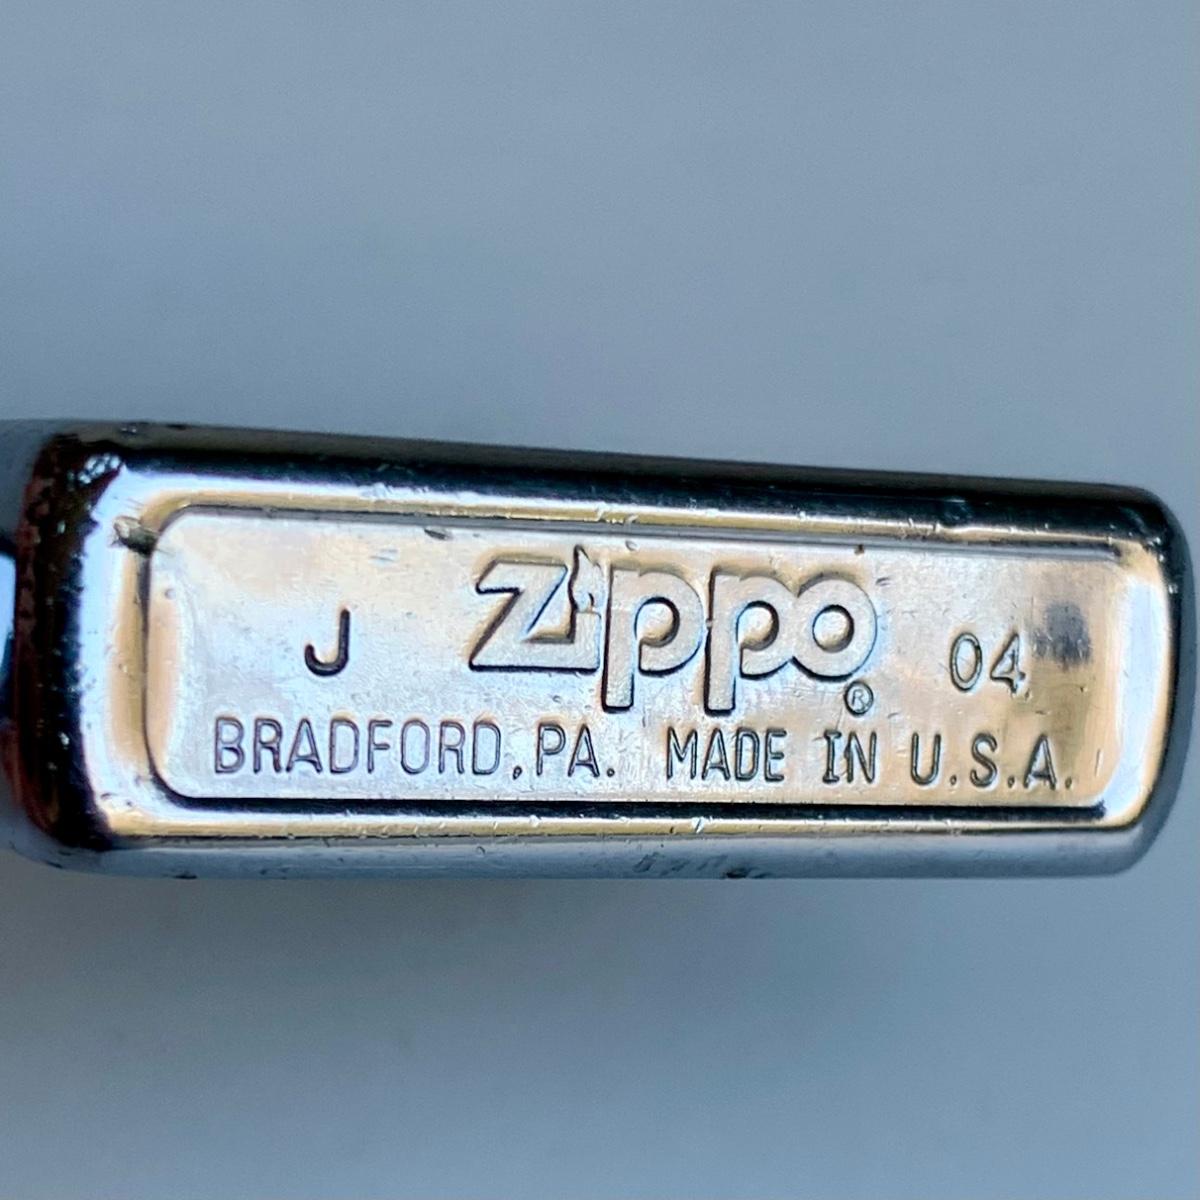 J Zippo® 04
BRADFORD, PA. MADE IN U.S.A.